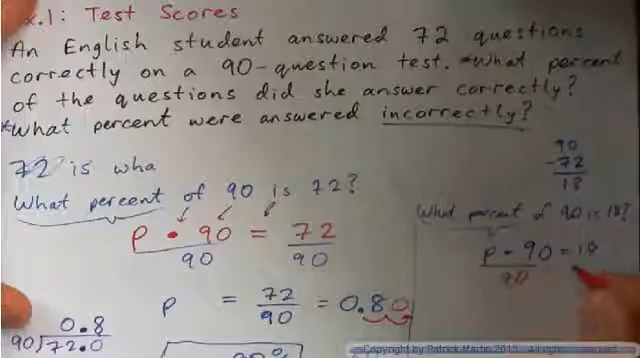 x.1: Test Scores
An English student answered 72 questions
correctly on a 90-question test. *What percent
of the questions did she answer correctly?
*What percent were answered incorrectly?
72 is wha
What percent of 90 is 72?
p • 90 = 72
90 90
p = 72 = 0.80
90
0.8
90 72.0
90
-72
18
What percent of 90 is 18?
p - 90 = 18
90
Copyright by Patrick Martin 2013